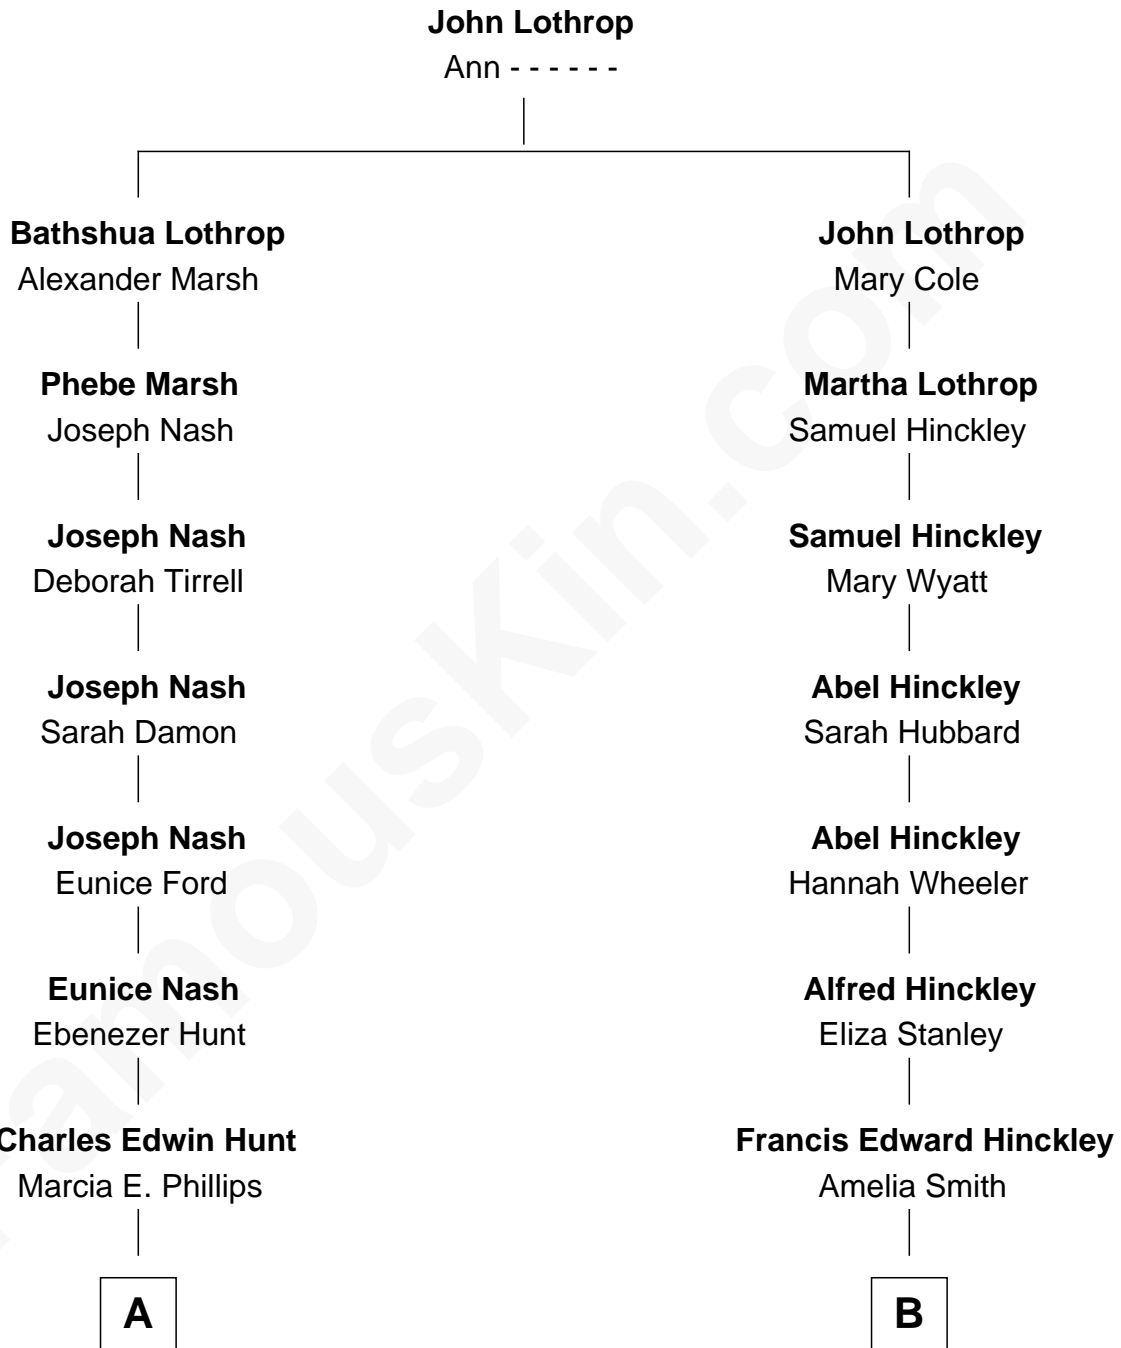 John Lothrop
Ann - - - - - -
Bathshua Lothrop
Alexander Marsh
John Lothrop
Mary Cole
Phebe Marsh
Joseph Nash
Martha Lothrop
Samuel Hinckley
Joseph Nash
Deborah Tirrell
Samuel Hinckley
Mary Wyatt
Joseph Nash
Sarah Damon
Abel Hinckley
Sarah Hubbard
Joseph Nash
Eunice Ford
Abel Hinckley
Hannah Wheeler
Eunice Nash
Ebenezer Hunt
Alfred Hinckley
Eliza Stanley
Charles Edwin Hunt
Marcia E. Phillips
Francis Edward Hinckley
Amelia Smith
A
B
FamousKin.com